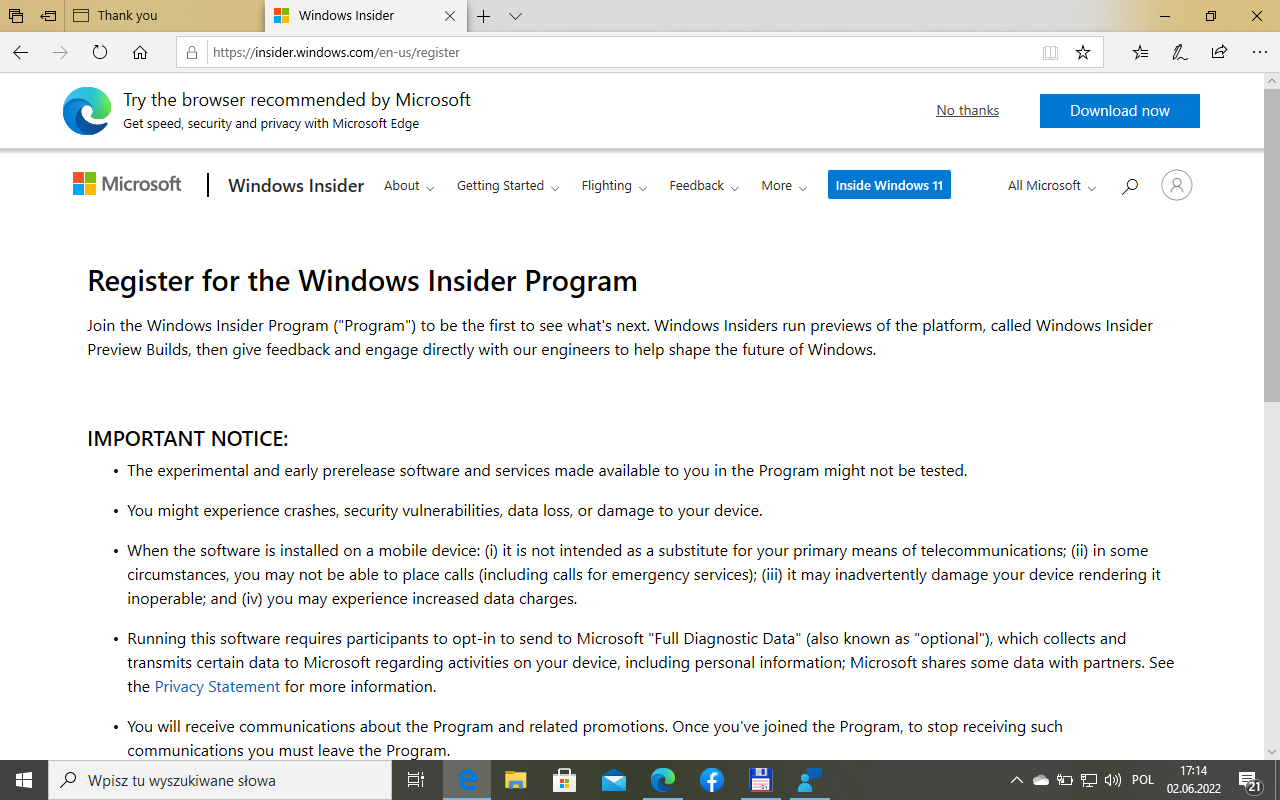 Thank you
Windows Insider
https://insider.windows.com/en-us/register
Try the browser recommended by Microsoft
Get speed, security and privacy with Microsoft Edge
No thanks
Download now
Microsoft
Windows Insider
About
Getting Started
Flighting
Feedback
More
Inside Windows 11
All Microsoft
Register for the Windows Insider Program
Join the Windows Insider Program ("Program") to be the first to see what's next. Windows Insiders run previews of the platform, called Windows Insider
Preview Builds, then give feedback and engage directly with our engineers to help shape the future of Windows.
IMPORTANT NOTICE:
• The experimental and early prerelease software and services made available to you in the Program might not be tested.
• You might experience crashes, security vulnerabilities, data loss, or damage to your device.
• When the software is installed on a mobile device: (i) it is not intended as a substitute for your primary means of telecommunications; (ii) in some
circumstances, you may not be able to place calls (including calls for emergency services); (iii) it may inadvertently damage your device rendering it
inoperable; and (iv) you may experience increased data charges.
• Running this software requires participants to opt-in to send to Microsoft "Full Diagnostic Data" (also known as "optional"), which collects and
transmits certain data to Microsoft regarding activities on your device, including personal information; Microsoft shares some data with partners. See
the Privacy Statement for more information.
• You will receive communications about the Program and related promotions. Once you've joined the Program, to stop receiving such
communications you must leave the Program.
Wpisz tu wyszukiwane słowa
POL
17:14
02.06.2022
21